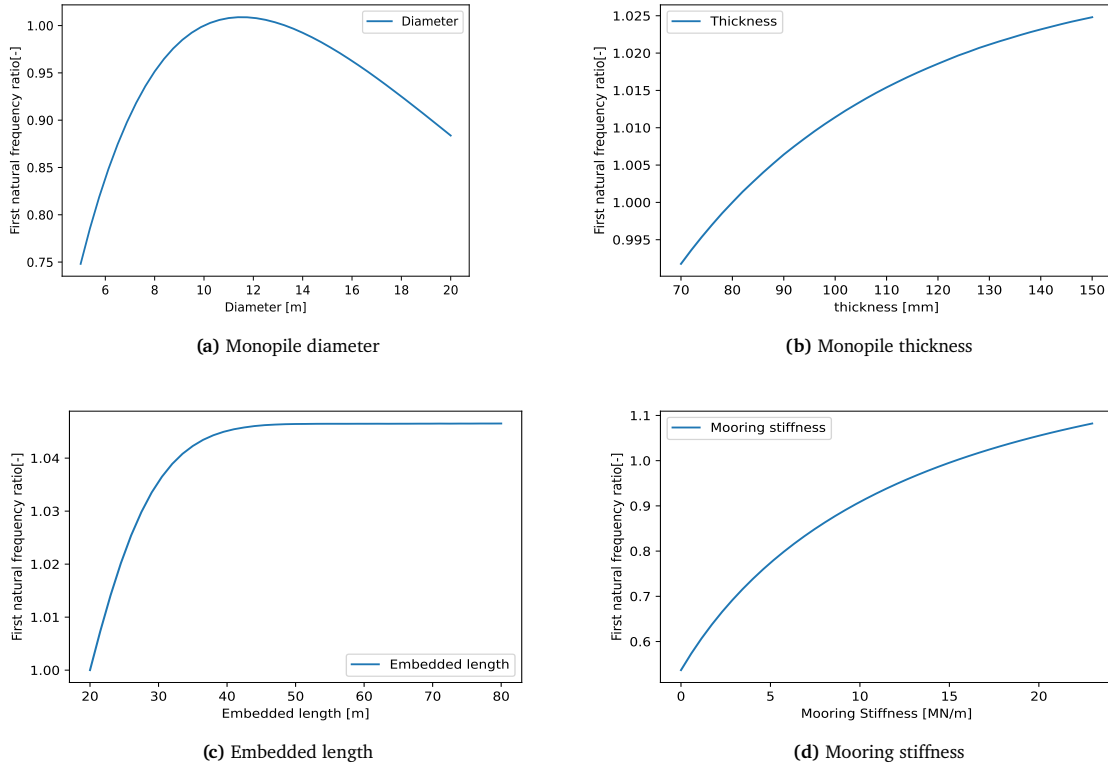 1.00
0.95
0.90
0.85
0.80
0.75
First natural frequency ratio[-]
Diameter
6 8 10 12 14 16 18 20
Diameter [m]
(a) Monopile diameter
1.025
1.020
1.015
1.010
1.005
1.000
0.995
First natural frequency ratio[-]
Thickness
70 80 90 100 110 120 130 140 150
thickness [mm]
(b) Monopile thickness
1.04
1.03
1.02
1.01
1.00
First natural frequency ratio[-]
Embedded length
20 30 40 50 60 70 80
Embedded length [m]
(c) Embedded length
1.1
1.0
0.9
0.8
0.7
0.6
First natural frequency ratio[-]
Mooring stiffness
0 5 10 15 20
Mooring Stiffness [MN/m]
(d) Mooring stiffness